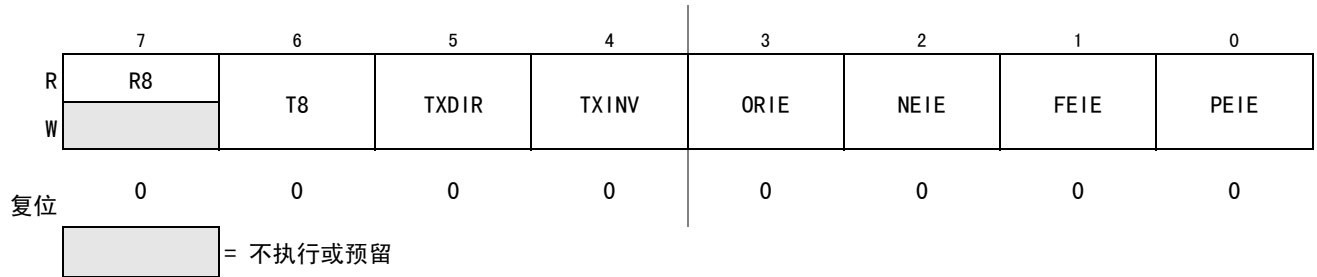 7 6 5 4 3 2 1 0
R R8 T8 TXDIR TXINV ORIE NEIE FEIE PEIE
W
复位 0 0 0 0 0 0 0 0
= 不执行或预留